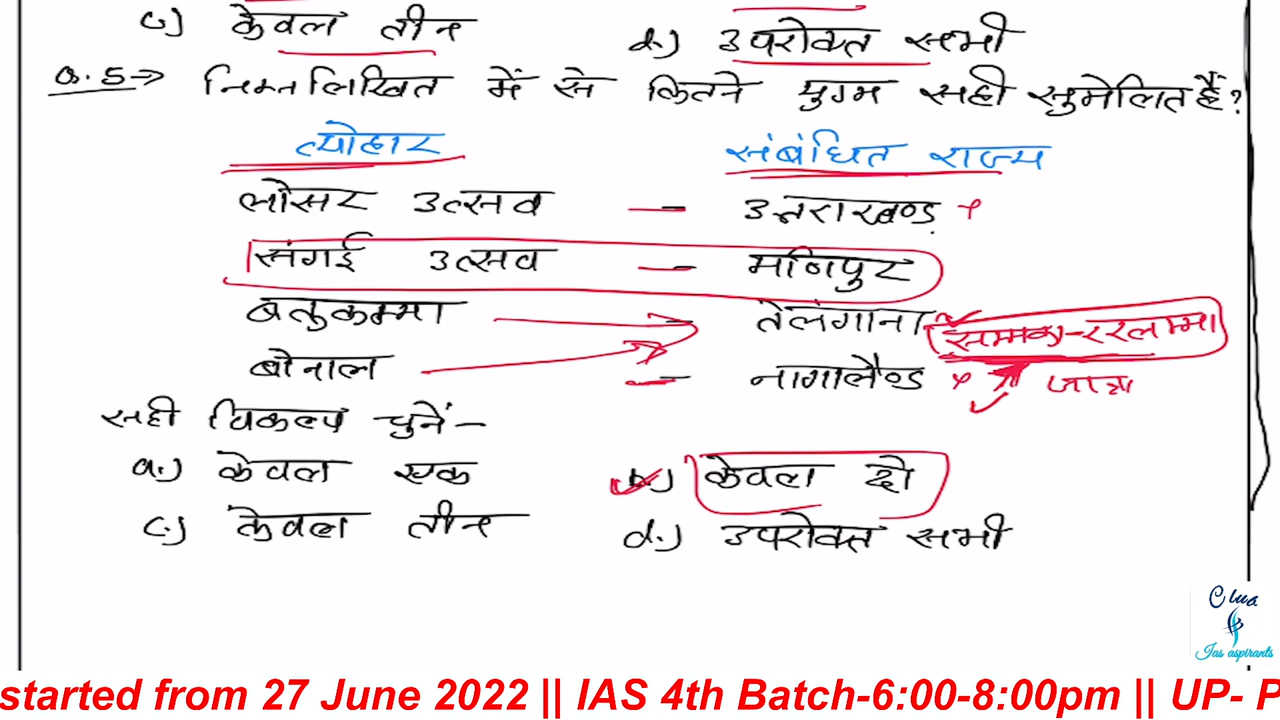 c) केवल तीन d.) उपरोक्त सभी
Q.5⇒ निम्नलिखित में से कितने युग्म सही सुमेलित हैं?
त्योहार संबंधित राज्य
लोसर उत्सव - उत्तराखण्ड ×
संगई उत्सव - मणिपुर
बतुकम्मा - तेलंगाना सम्मक्का-सरलम्मा
बोनाल - नागालैण्ड × जात्रा
सही विकल्प चुनें-
a.) केवल एक b.) केवल दो
c.) केवल तीन d.) उपरोक्त सभी
Clua
Ias aspirants
started from 27 June 2022 || IAS 4th Batch-6:00-8:00pm || UP- P